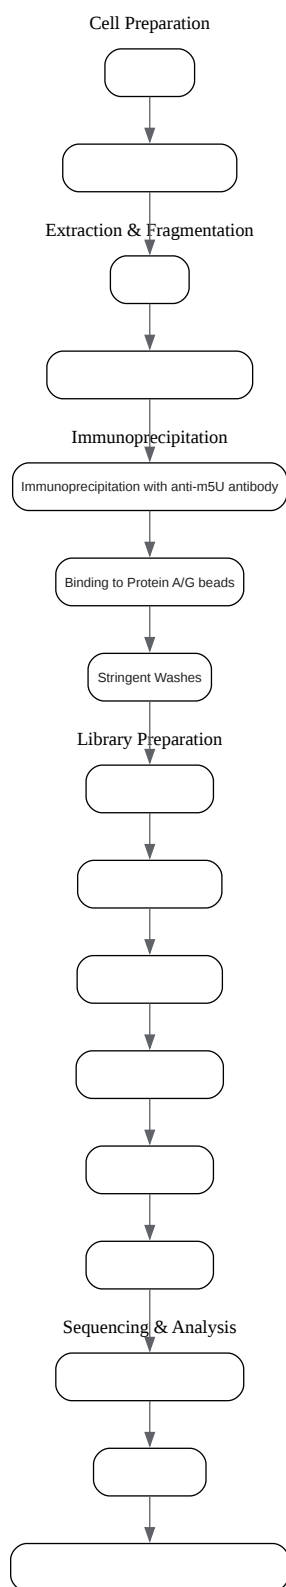 Cell Preparation
Extraction & Fragmentation
Immunoprecipitation
Immunoprecipitation with anti-m5U antibody
Binding to Protein A/G beads
Stringent Washes
Library Preparation
Sequencing & Analysis